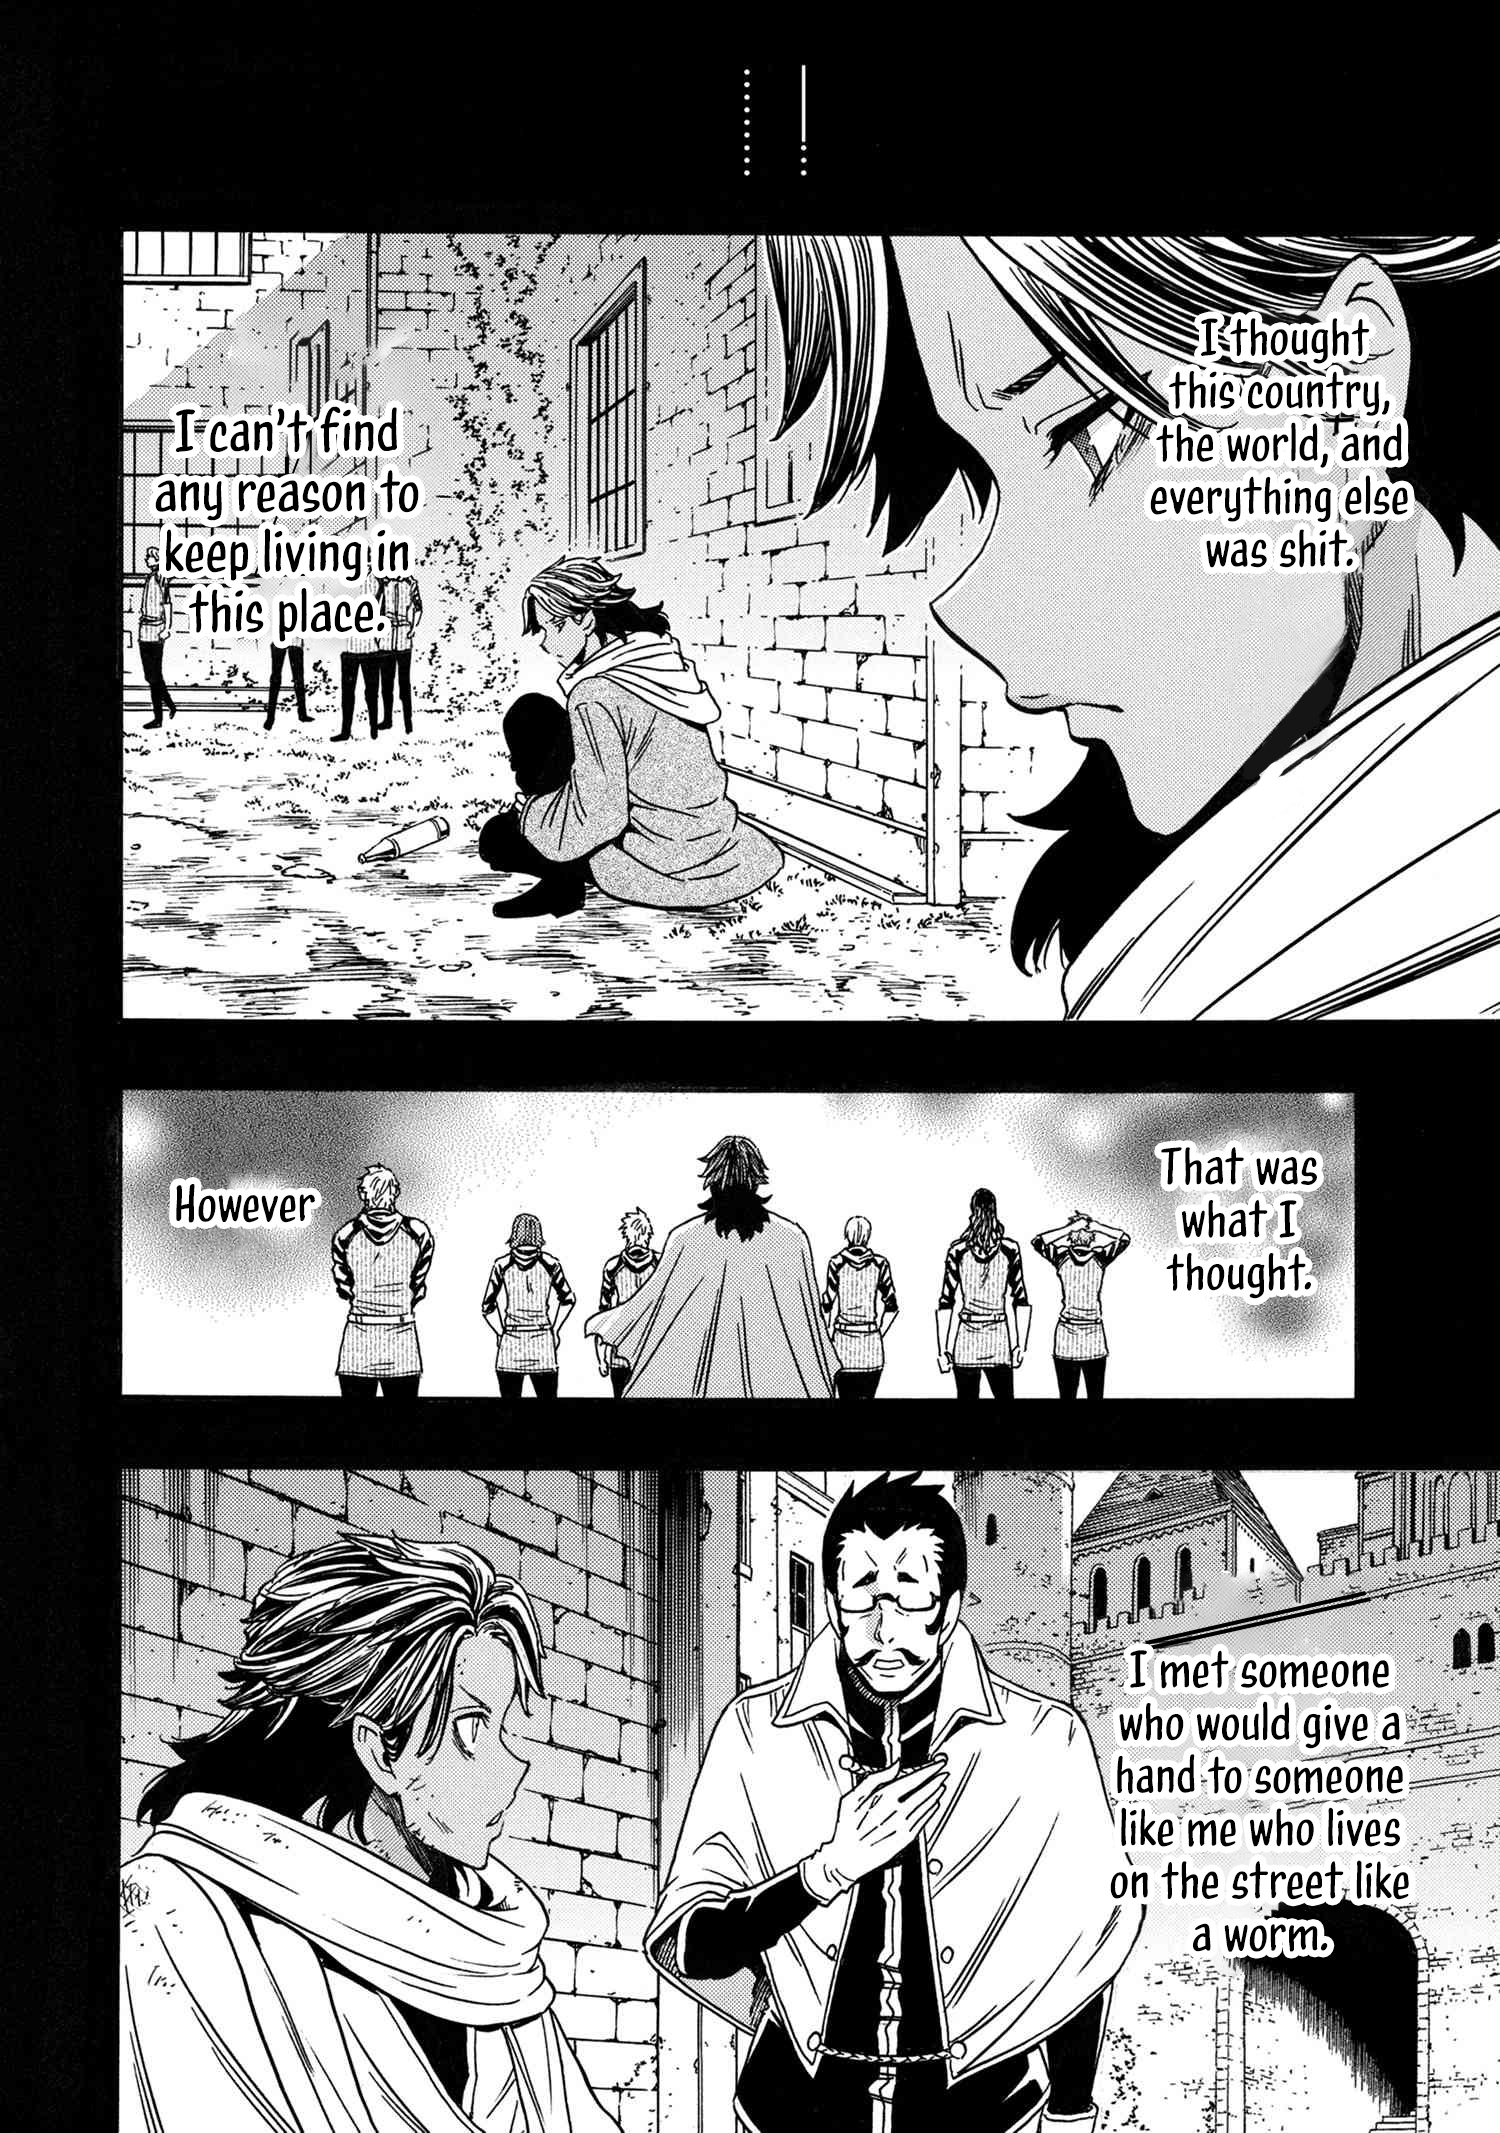 I thought
this country,
the world, and
everything else
was shit.
I can't find
any reason to
keep living in
this place.
That was
what I
thought.
However
I met someone
who would give a
hand to someone
like me who lives
on the street like
a worm.